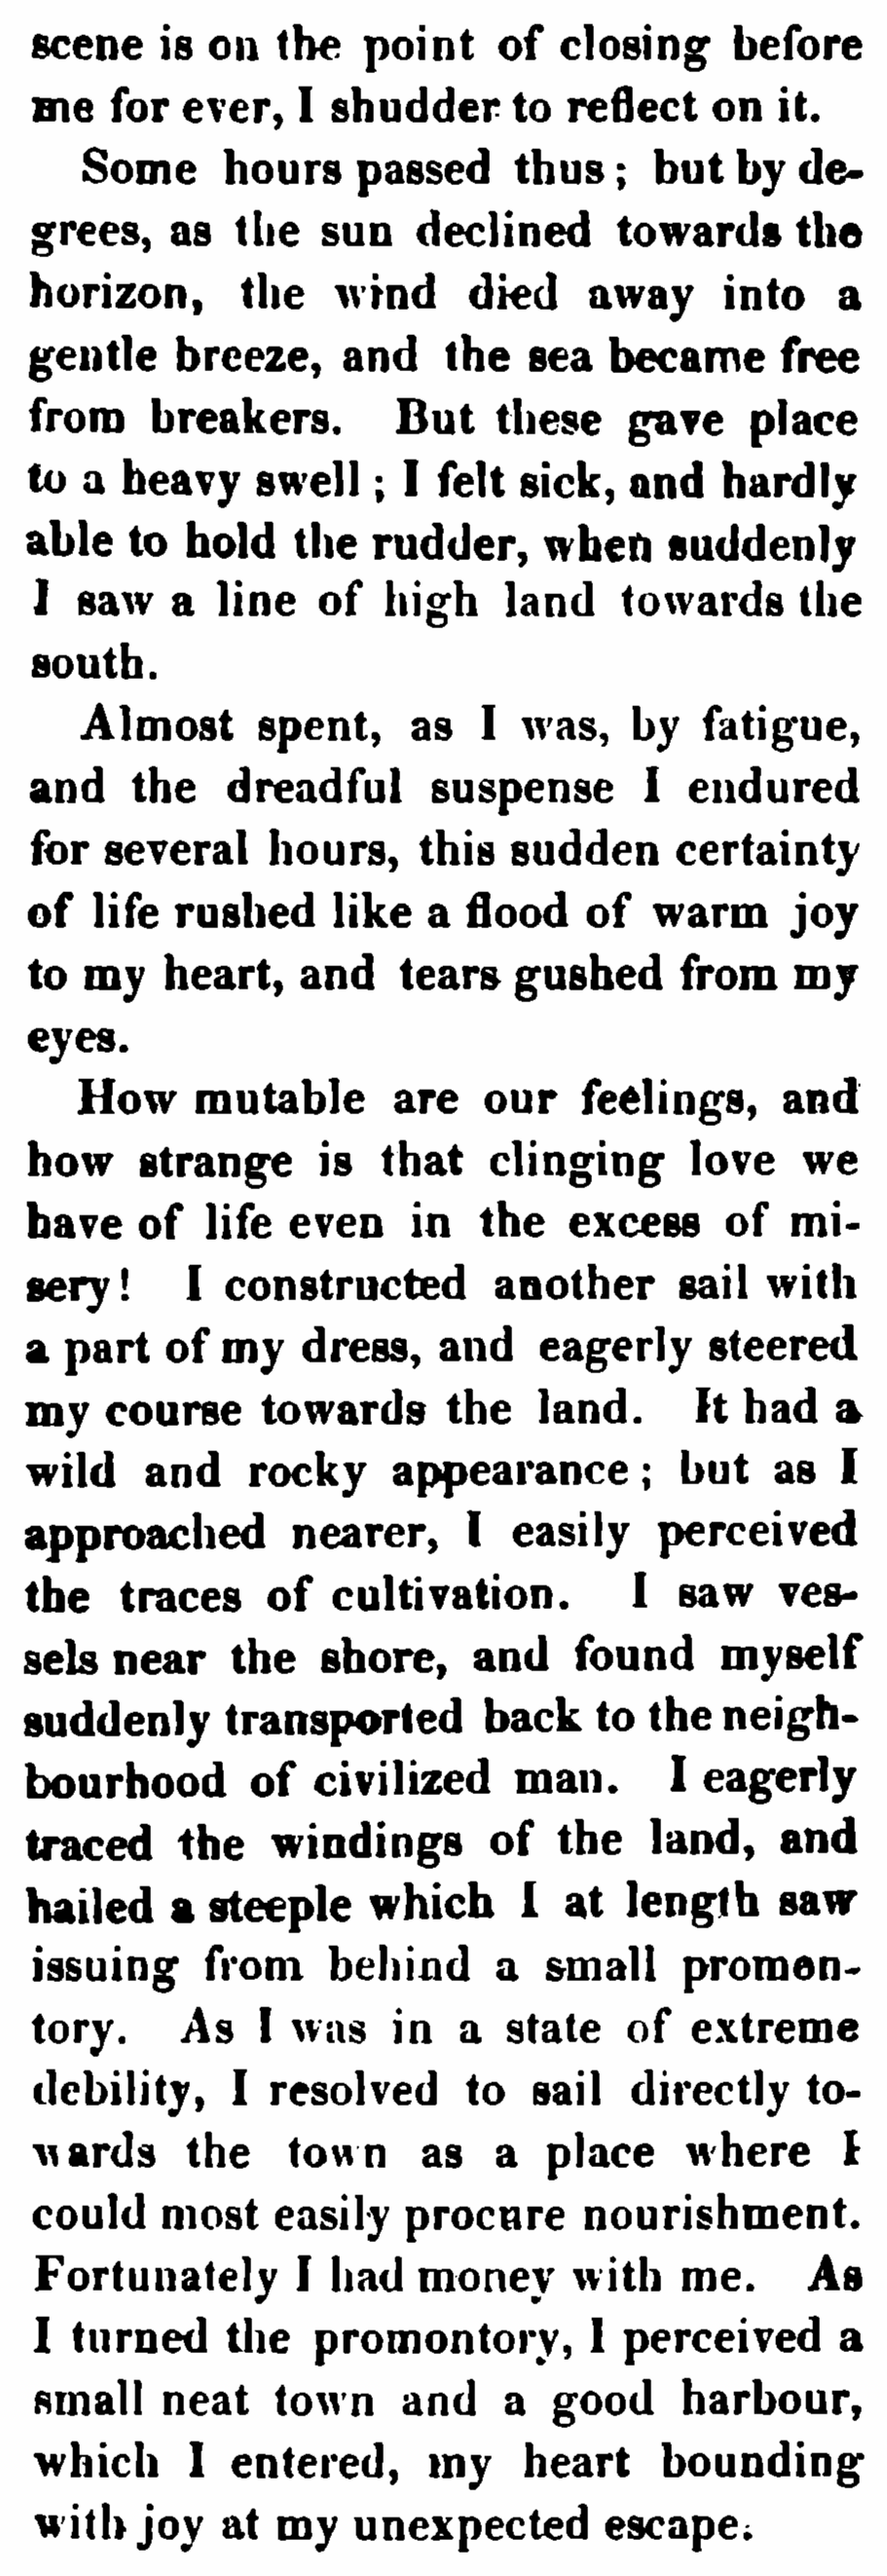 scene is on the point of closing before
me for ever, I shudder to reflect on it.
Some hours passed thus; but by de-
grees, as the sun declined towards the
horizon, the wind died away into a
gentle breeze, and the sea became free
from breakers. But these gave place
to a heavy swell; I felt sick, and hardly
able to hold the rudder, when suddenly
I saw a line of high land towards the
south.
Almost spent, as I was, by fatigue,
and the dreadful suspense I endured
for several hours, this sudden certainty
of life rushed like a flood of warm joy
to my heart, and tears gushed from my
eyes.
How mutable are our feelings, and
how strange is that clinging love we
have of life even in the excess of mi-
sery! I constructed another sail with
a part of my dress, and eagerly steered
my course towards the land. It had a
wild and rocky appearance; but as I
approached nearer, I easily perceived
the traces of cultivation. I saw ves-
sels near the shore, and found myself
suddenly transported back to the neigh-
bourhood of civilized man. I eagerly
traced the windings of the land, and
hailed a steeple which I at length saw
issuing from behind a small promon-
tory. As I was in a state of extreme
debility, I resolved to sail directly to-
wards the town as a place where I
could most easily procure nourishment.
Fortunately I had money with me. As
I turned the promontory, I perceived a
small neat town and a good harbour,
which I entered, my heart bounding
with joy at my unexpected escape.